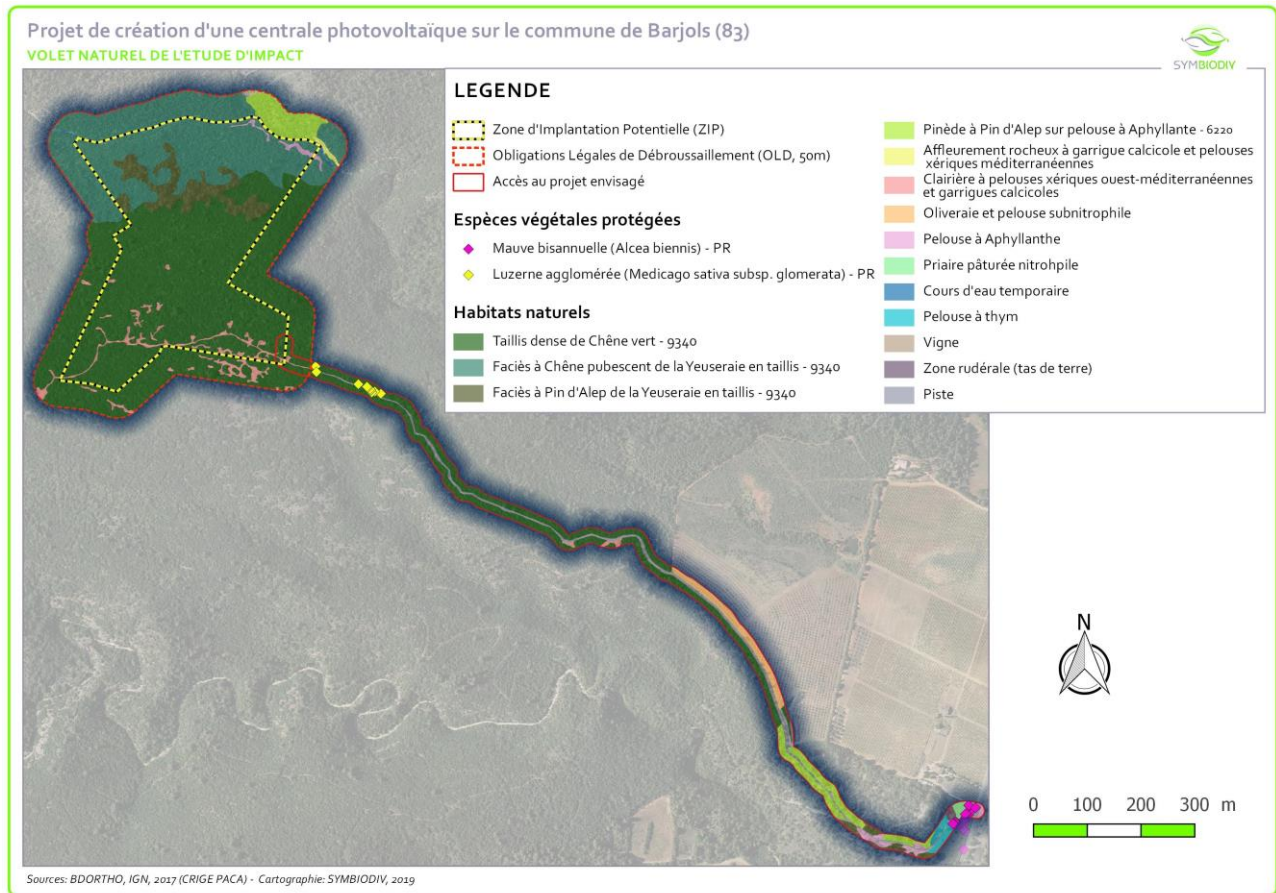 Projet de création d'une centrale photovoltaïque sur le commune de Barjols (83)
VOLET NATUREL DE L'ETUDE D'IMPACT
SYMBIODIV
LEGENDE
Zone d'Implantation Potentielle (ZIP)
Obligations Légales de Débroussaillement (OLD, 50m)
Accès au projet envisagé
Espèces végétales protégées
Mauve bisannuelle (Alcea biennis) - PR
Luzerne agglomérée (Medicago sativa subsp. glomerata) - PR
Habitats naturels
Taillis dense de Chêne vert - 9340
Faciès à Chêne pubescent de la Yeuseraie en taillis - 9340
Faciès à Pin d'Alep de la Yeuseraie en taillis - 9340
Pinède à Pin d'Alep sur pelouse à Aphyllante - 6220
Affleurement rocheux à garrigue calcicole et pelouses
xériques méditerranéennes
Clairière à pelouses xériques ouest-méditerranéennes
et garrigues calcicoles
Oliveraie et pelouse subnitrophile
Pelouse à Aphyllanthe
Priaire pâturée nitrohpile
Cours d'eau temporaire
Pelouse à thym
Vigne
Zone rudérale (tas de terre)
Piste
N
0 100 200 300 m
Sources: BDORTHO, IGN, 2017 (CRIGE PACA) - Cartographie: SYMBIODIV, 2019